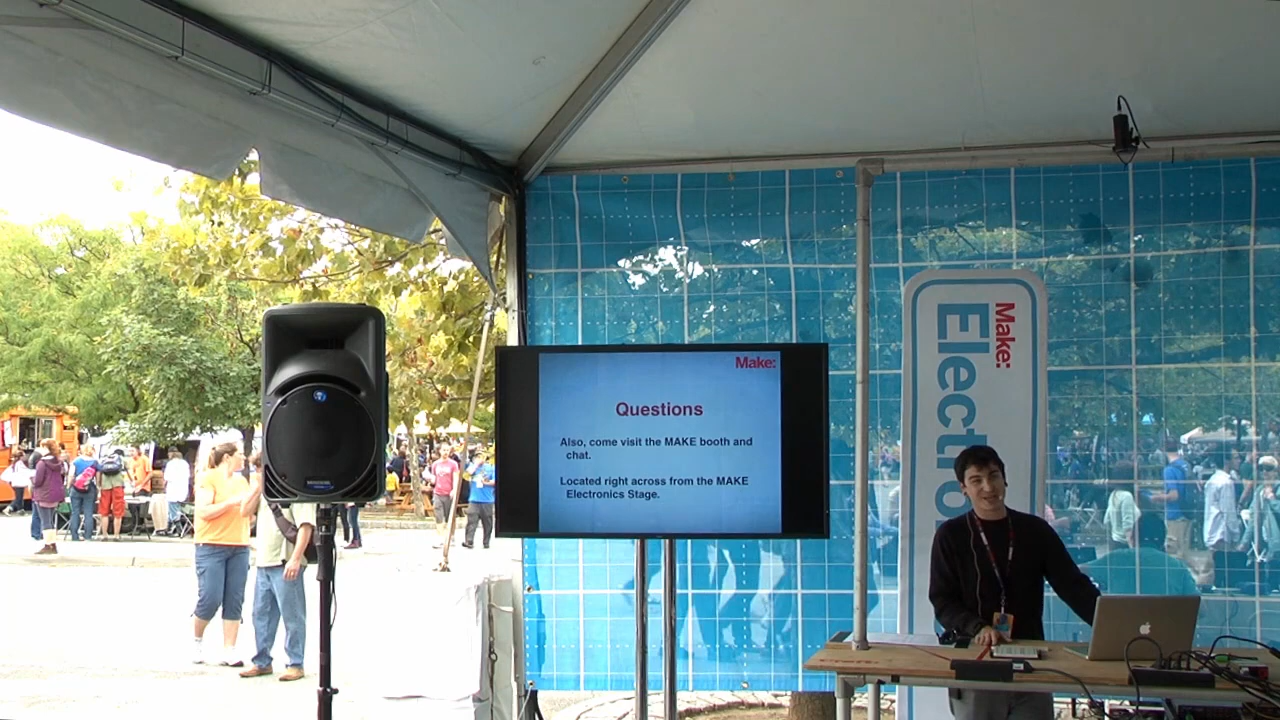 Make:
Questions
Also, come visit the MAKE booth and
chat.
Located right across from the MAKE
Electronics Stage.
Make: